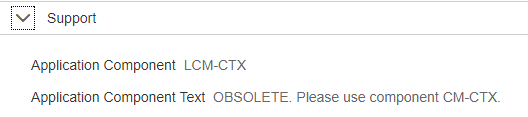 Support
Application Component LCM-CTX
Application Component Text OBSOLETE. Please use component CM-CTX.